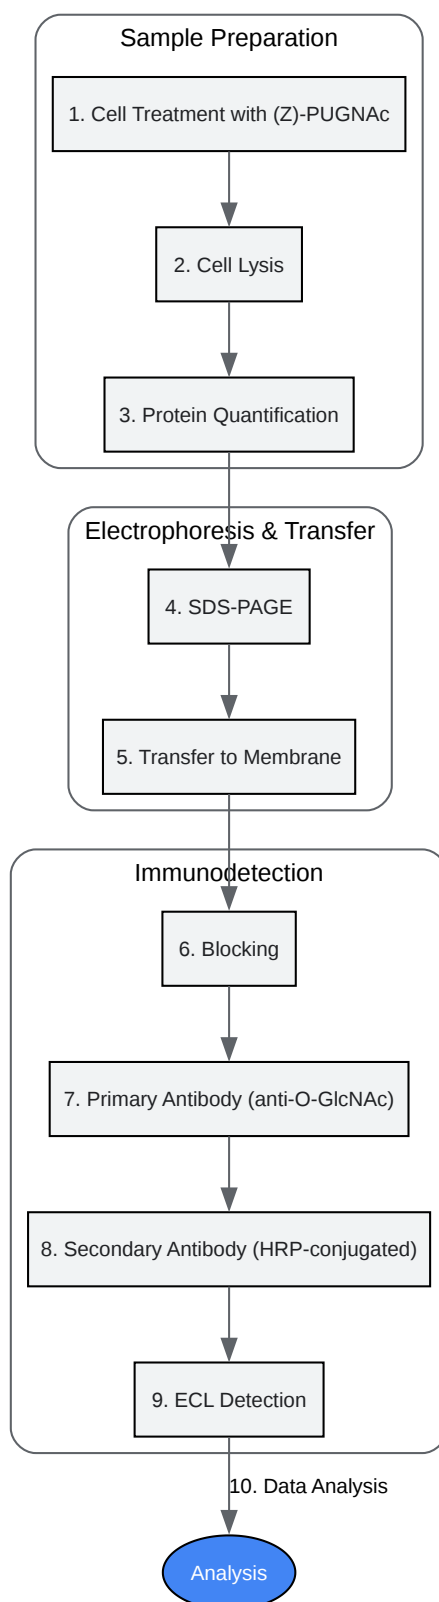 Sample Preparation
1. Cell Treatment with (Z)-PUGNAc
2. Cell Lysis
3. Protein Quantification
Electrophoresis & Transfer
4. SDS-PAGE
5. Transfer to Membrane
Immunodetection
6. Blocking
7. Primary Antibody (anti-O-GlcNAc)
8. Secondary Antibody (HRP-conjugated)
9. ECL Detection
10. Data Analysis
Analysis